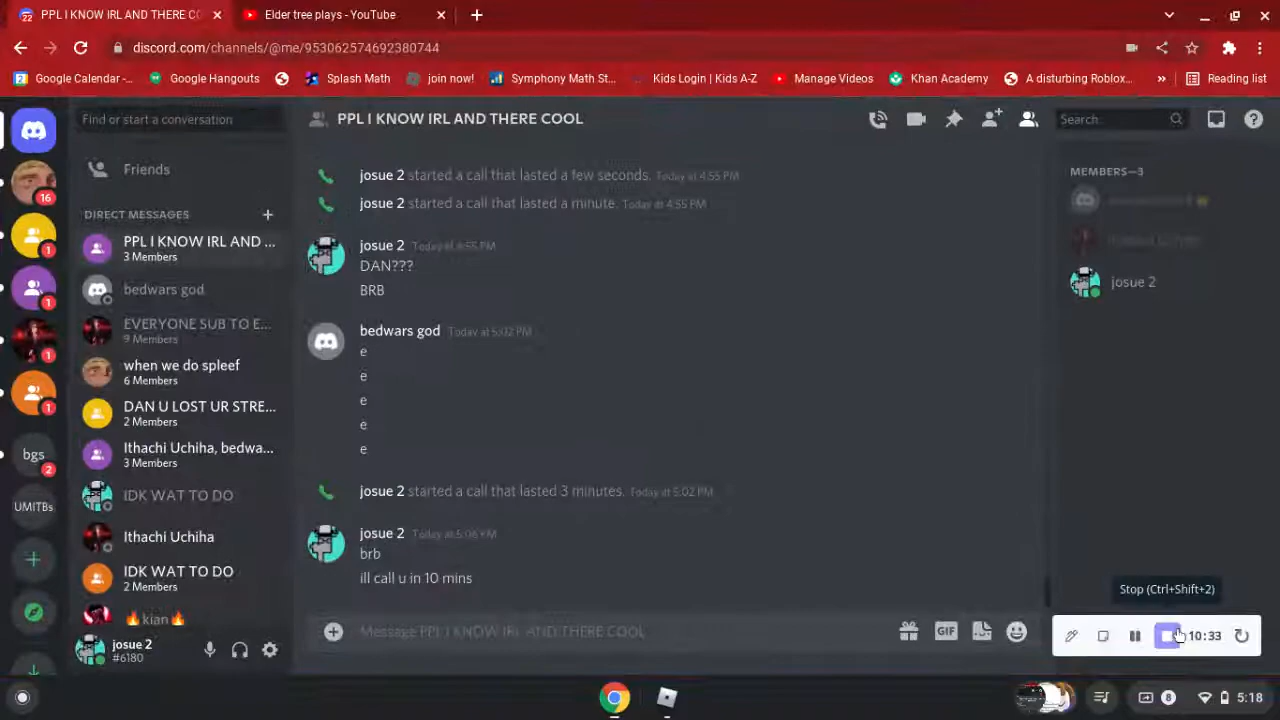 PPL I KNOW IRL AND THERE CO
Elder tree plays - YouTube
discord.com/channels/@me/953062574692380744
Google Calendar -...
Google Hangouts
Splash Math
join now!
Symphony Math St...
Kids Login | Kids A-Z
Manage Videos
Khan Academy
A disturbing Roblox...
»
Reading list
Find or start a conversation
PPL I KNOW IRL AND THERE COOL
Search
Friends
DIRECT MESSAGES
PPL I KNOW IRL AND ...
3 Members
bedwars god
EVERYONE SUB TO E...
9 Members
when we do spleef
6 Members
DAN U LOST UR STRE...
2 Members
Ithachi Uchiha, bedwa...
3 Members
IDK WAT TO DO
Ithachi Uchiha
IDK WAT TO DO
2 Members
🔥kian🔥
josue 2
#6180
16
1
1
1
1
bgs
2
UMITBs
josue 2 started a call that lasted a few seconds. Today at 4:55 PM
josue 2 started a call that lasted a minute. Today at 4:55 PM
josue 2 Today at 4:55 PM
DAN???
BRB
bedwars god Today at 5:02 PM
e
e
e
e
e
josue 2 started a call that lasted 3 minutes. Today at 5:02 PM
josue 2 Today at 5:06 PM
brb
ill call u in 10 mins
Message PPL I KNOW IRL AND THERE COOL
GIF
MEMBERS—3
josue 2
Stop (Ctrl+Shift+2)
10:33
8
5:18